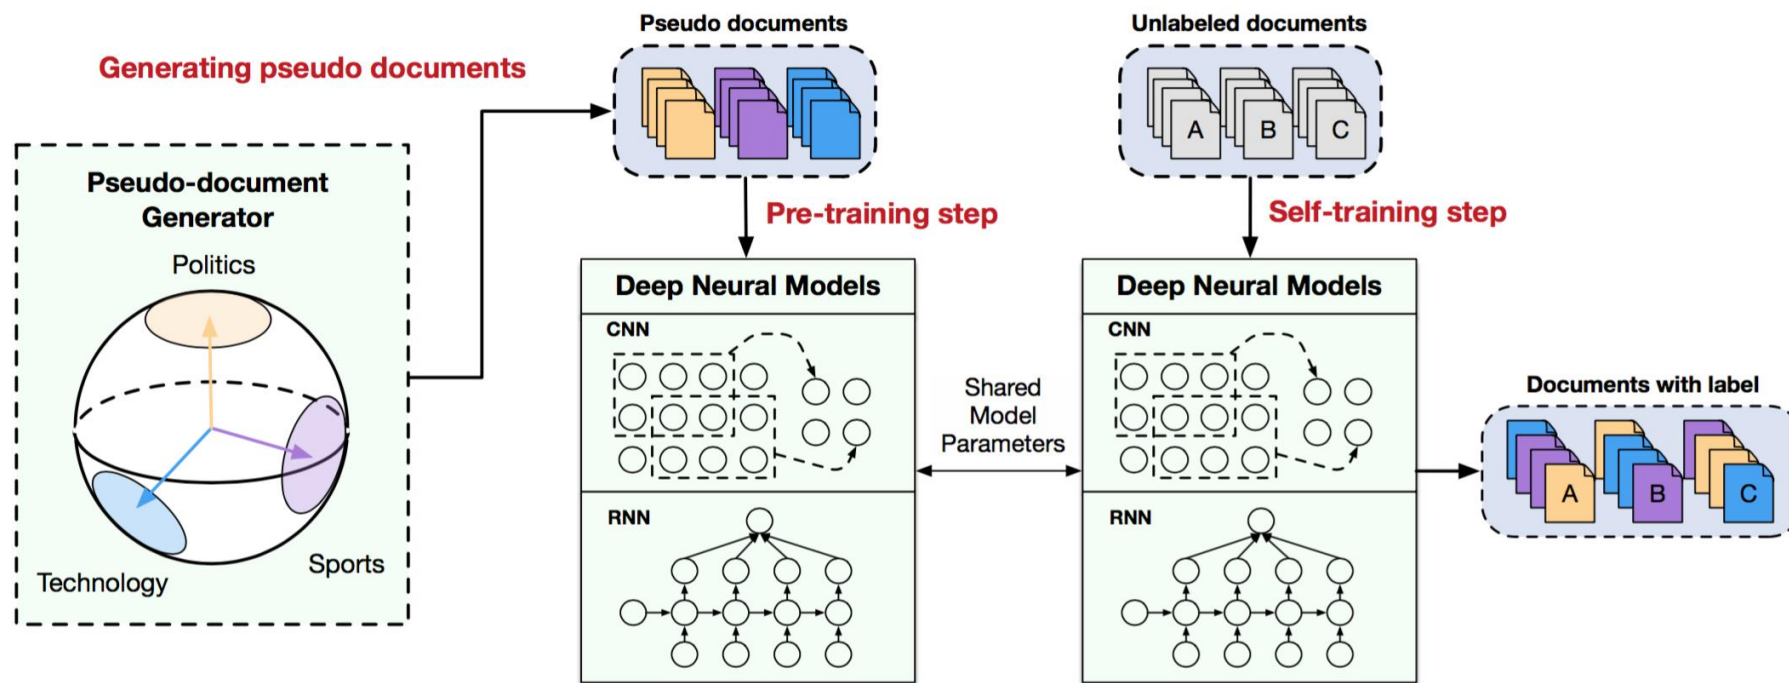 Generating pseudo documents
Pseudo-document
Generator
Politics
Technology
Sports
Pseudo documents
Pre-training step
Deep Neural Models
CNN
RNN
Shared
Model
Parameters
Unlabeled documents
A
B
C
Self-training step
Deep Neural Models
CNN
RNN
Documents with label
A
B
C